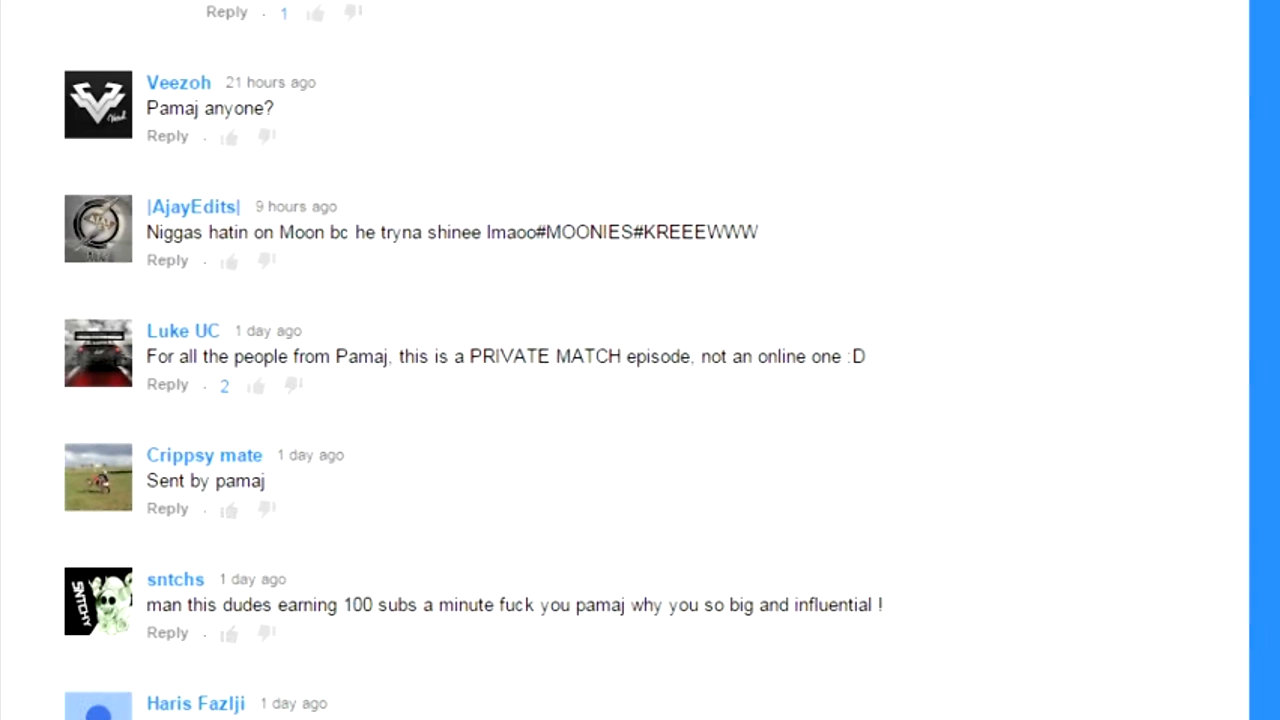 Reply . 1
Veezoh 21 hours ago
Pamaj anyone?
Reply .
|AjayEdits| 9 hours ago
Niggas hatin on Moon bc he tryna shinee lmaoo#MOONIES#KREEEWWW
Reply .
Luke UC 1 day ago
For all the people from Pamaj, this is a PRIVATE MATCH episode, not an online one :D
Reply . 2
Crippsy mate 1 day ago
Sent by pamaj
Reply .
SNTCHY
sntchs 1 day ago
man this dudes earning 100 subs a minute fuck you pamaj why you so big and influential !
Reply .
Haris Fazlji 1 day ago